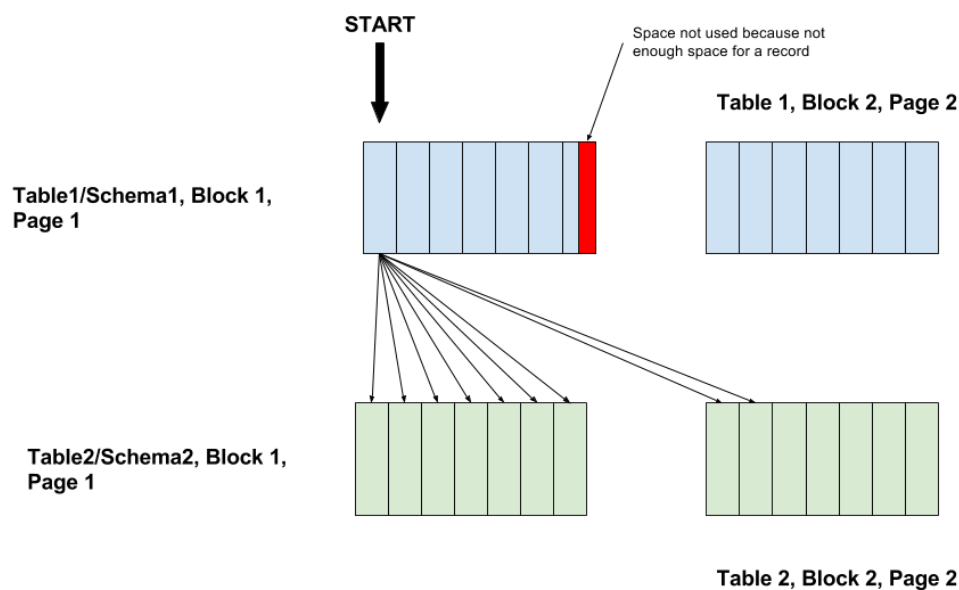 START
Space not used because not
enough space for a record
Table 1, Block 2, Page 2
Table1/Schema1, Block 1,
Page 1
Table2/Schema2, Block 1,
Page 1
Table 2, Block 2, Page 2